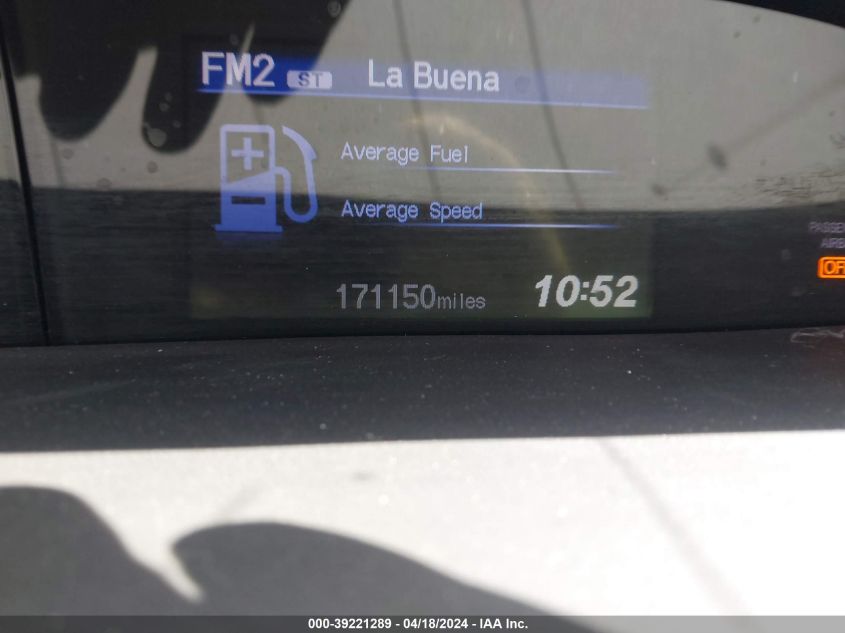 FM2 ST La Buena
Average Fuel
Average Speed
171150miles 10:52
000-39221289 - 04/18/2024 - IAA Inc.